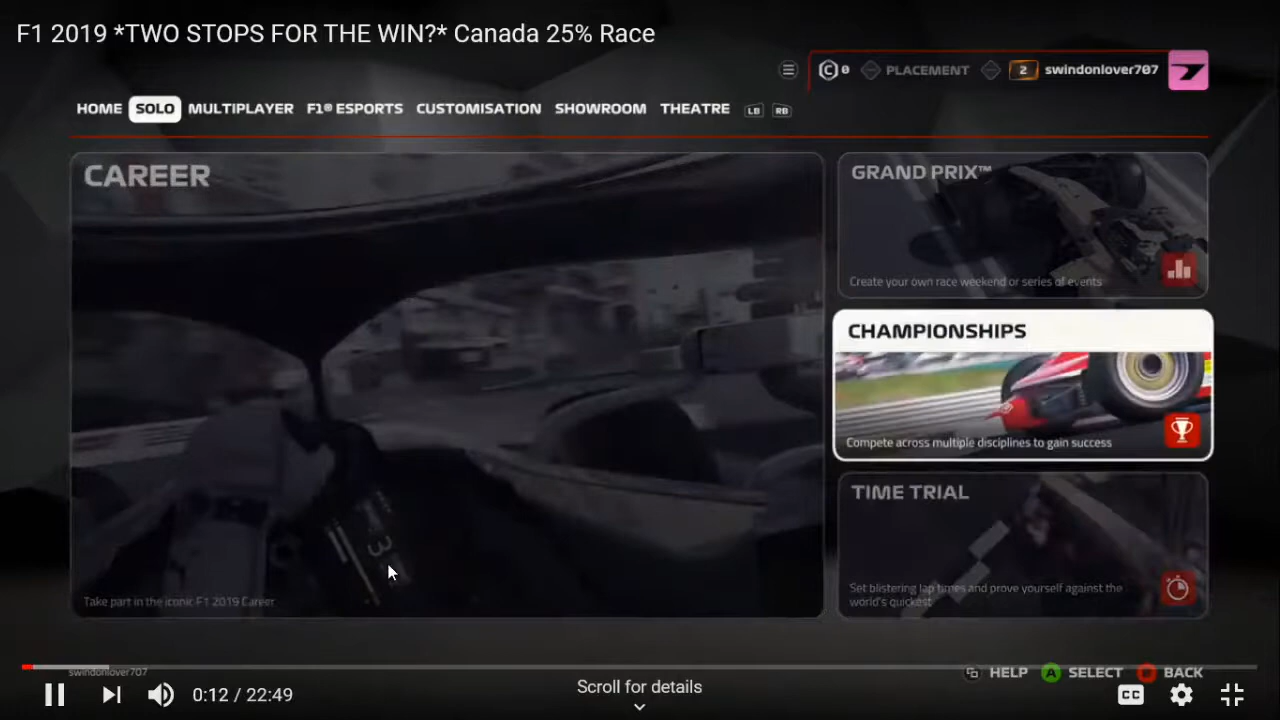 F1 2019 *TWO STOPS FOR THE WIN?* Canada 25% Race
0 PLACEMENT 2 swindonlover707
HOME SOLO MULTIPLAYER F1® ESPORTS CUSTOMISATION SHOWROOM THEATRE LB RB
CAREER
Take part in the iconic F1 2019 Career
GRAND PRIX™
Create your own race weekend or series of events
CHAMPIONSHIPS
Compete across multiple disciplines to gain success
TIME TRIAL
Set blistering lap times and prove yourself against the
world's quickest
3
swindonlover707
HELP A SELECT BACK
0:12 / 22:49
Scroll for details
CC